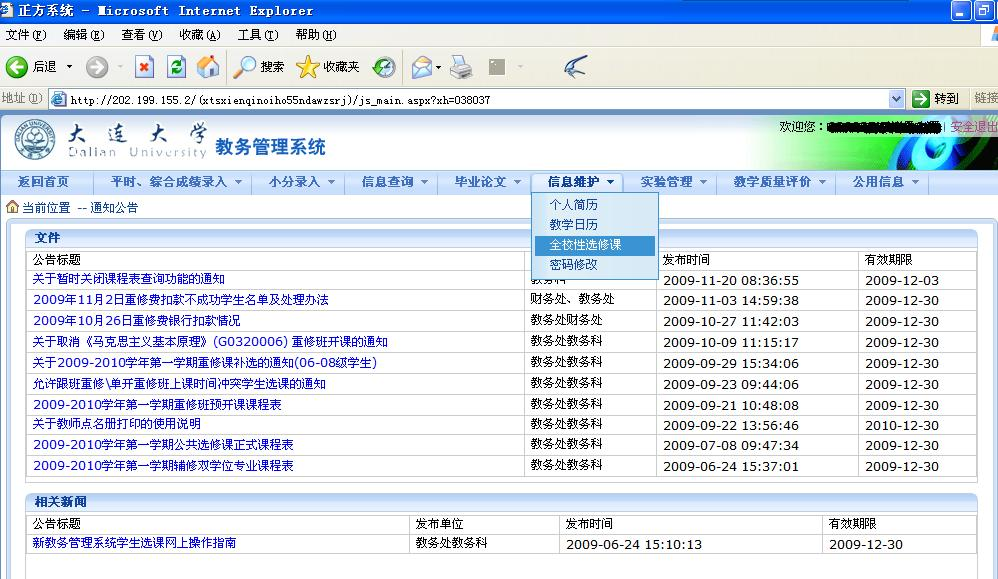 正方系统 - Microsoft Internet Explorer
文件(F) 编辑(E) 查看(V) 收藏(A) 工具(T) 帮助(H)
后退 搜索 收藏夹
地址(D) http://202.199.155.2/(xtsxienqinoiho55ndawzsrj)/js_main.aspx?xh=038037 转到 链接
大连大学 教务管理系统 欢迎您： 安全退出
Dalian University
返回首页 平时、综合成绩录入 小分录入 信息查询 毕业论文 信息维护 实验管理 教学质量评价 公用信息
当前位置 -- 通知公告
个人简历
教学日历
全校性选修课
密码修改
文件
公告标题 发布时间 有效期限
关于暂时关闭课程表查询功能的通知 教务科 2009-11-20 08:36:55 2009-12-03
2009年11月2日重修费扣款不成功学生名单及处理办法 财务处、教务处 2009-11-03 14:59:38 2009-12-30
2009年10月26日重修费银行扣款情况 教务处财务处 2009-10-27 11:42:03 2009-12-30
关于取消《马克思主义基本原理》(G0320006) 重修班开课的通知 教务处教务科 2009-10-09 11:15:17 2009-12-30
关于2009-2010学年第一学期重修课补选的通知(06-08级学生) 教务处教务科 2009-09-29 15:34:06 2009-12-30
允许跟班重修\单开重修班上课时间冲突学生选课的通知 教务处教务科 2009-09-23 09:44:06 2009-12-30
2009-2010学年第一学期重修班预开课课程表 教务处教务科 2009-09-21 10:48:08 2009-12-30
关于教师点名册打印的使用说明 教务处教务科 2009-09-22 13:56:46 2010-12-30
2009-2010学年第一学期公共选修课正式课程表 教务处教务科 2009-07-08 09:47:34 2009-12-30
2009-2010学年第一学期辅修双学位专业课程表 教务处教务科 2009-06-24 15:37:01 2009-12-30
相关新闻
公告标题 发布单位 发布时间 有效期限
新教务管理系统学生选课网上操作指南 教务处教务科 2009-06-24 15:10:13 2009-12-30